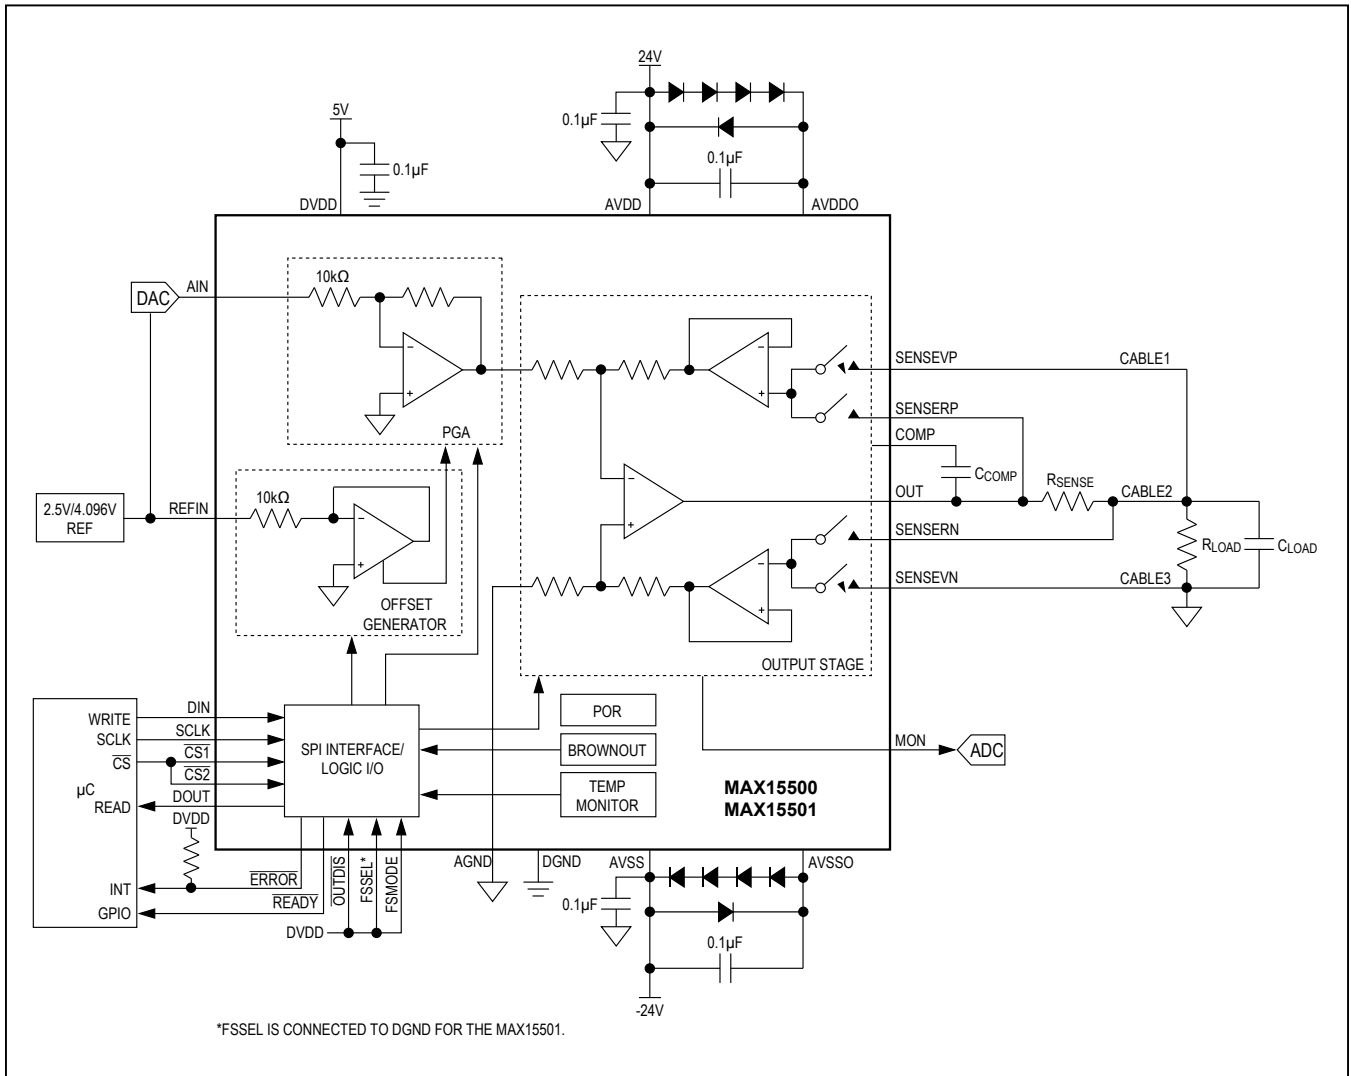 24V
0.1µF
5V
0.1µF
0.1µF
DVDD
AVDD
AVDDO
10kΩ
DAC
AIN
PGA
SENSEVP
CABLE1
SENSERP
COMP
CCOMP
RSENSE
OUT
CABLE2
2.5V/4.096V
REF
REFIN
10kΩ
OFFSET
GENERATOR
SENSERN
RLOAD
CLOAD
SENSEVN
CABLE3
OUTPUT STAGE
µC
WRITE
DIN
SCLK
SCLK
CS
CS1
CS2
READ
DOUT
DVDD
SPI INTERFACE/
LOGIC I/O
POR
BROWNOUT
TEMP
MONITOR
MON
ADC
MAX15500
MAX15501
INT
ERROR
GPIO
READY
OUTDIS
FSSEL*
FSMODE
DVDD
AGND
DGND
AVSS
AVSSO
0.1µF
0.1µF
-24V
*FSSEL IS CONNECTED TO DGND FOR THE MAX15501.
- + - + - + - + - +